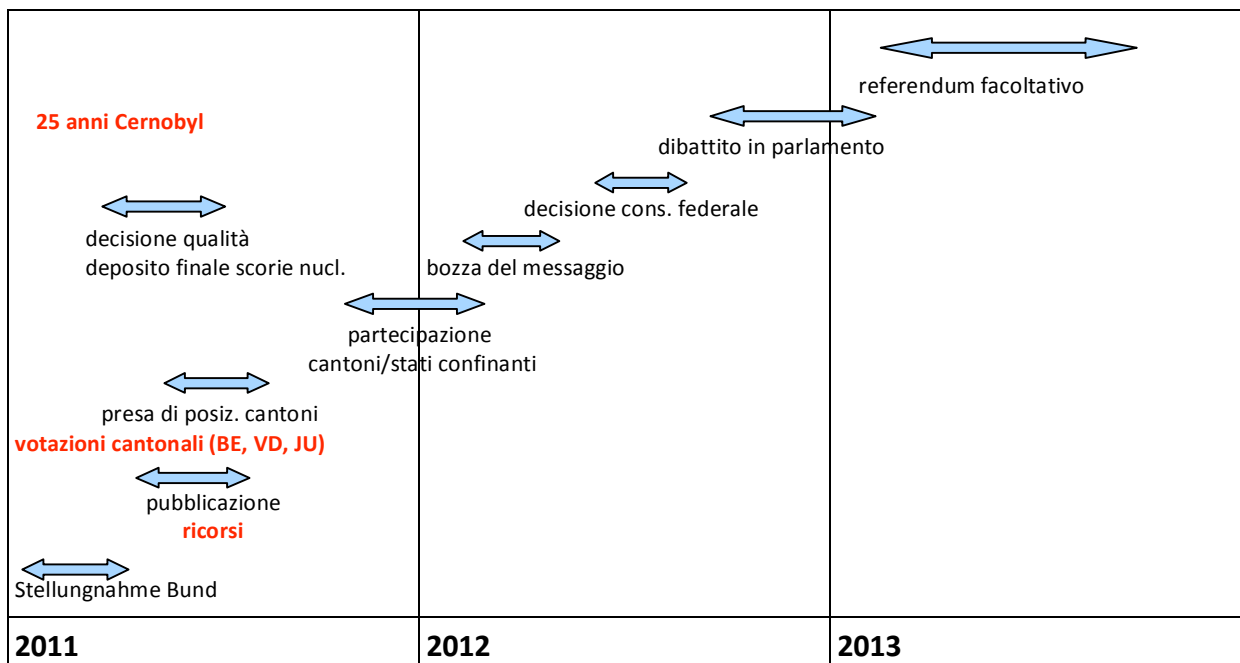 referendum facoltativo
25 anni Cernobyl
dibattito in parlamento
decisione cons. federale
decisione qualità
deposito finale scorie nucl.
bozza del messaggio
partecipazione
cantoni/stati confinanti
presa di posiz. cantoni
votazioni cantonali (BE, VD, JU)
pubblicazione
ricorsi
Stellungnahme Bund
2011
2012
2013